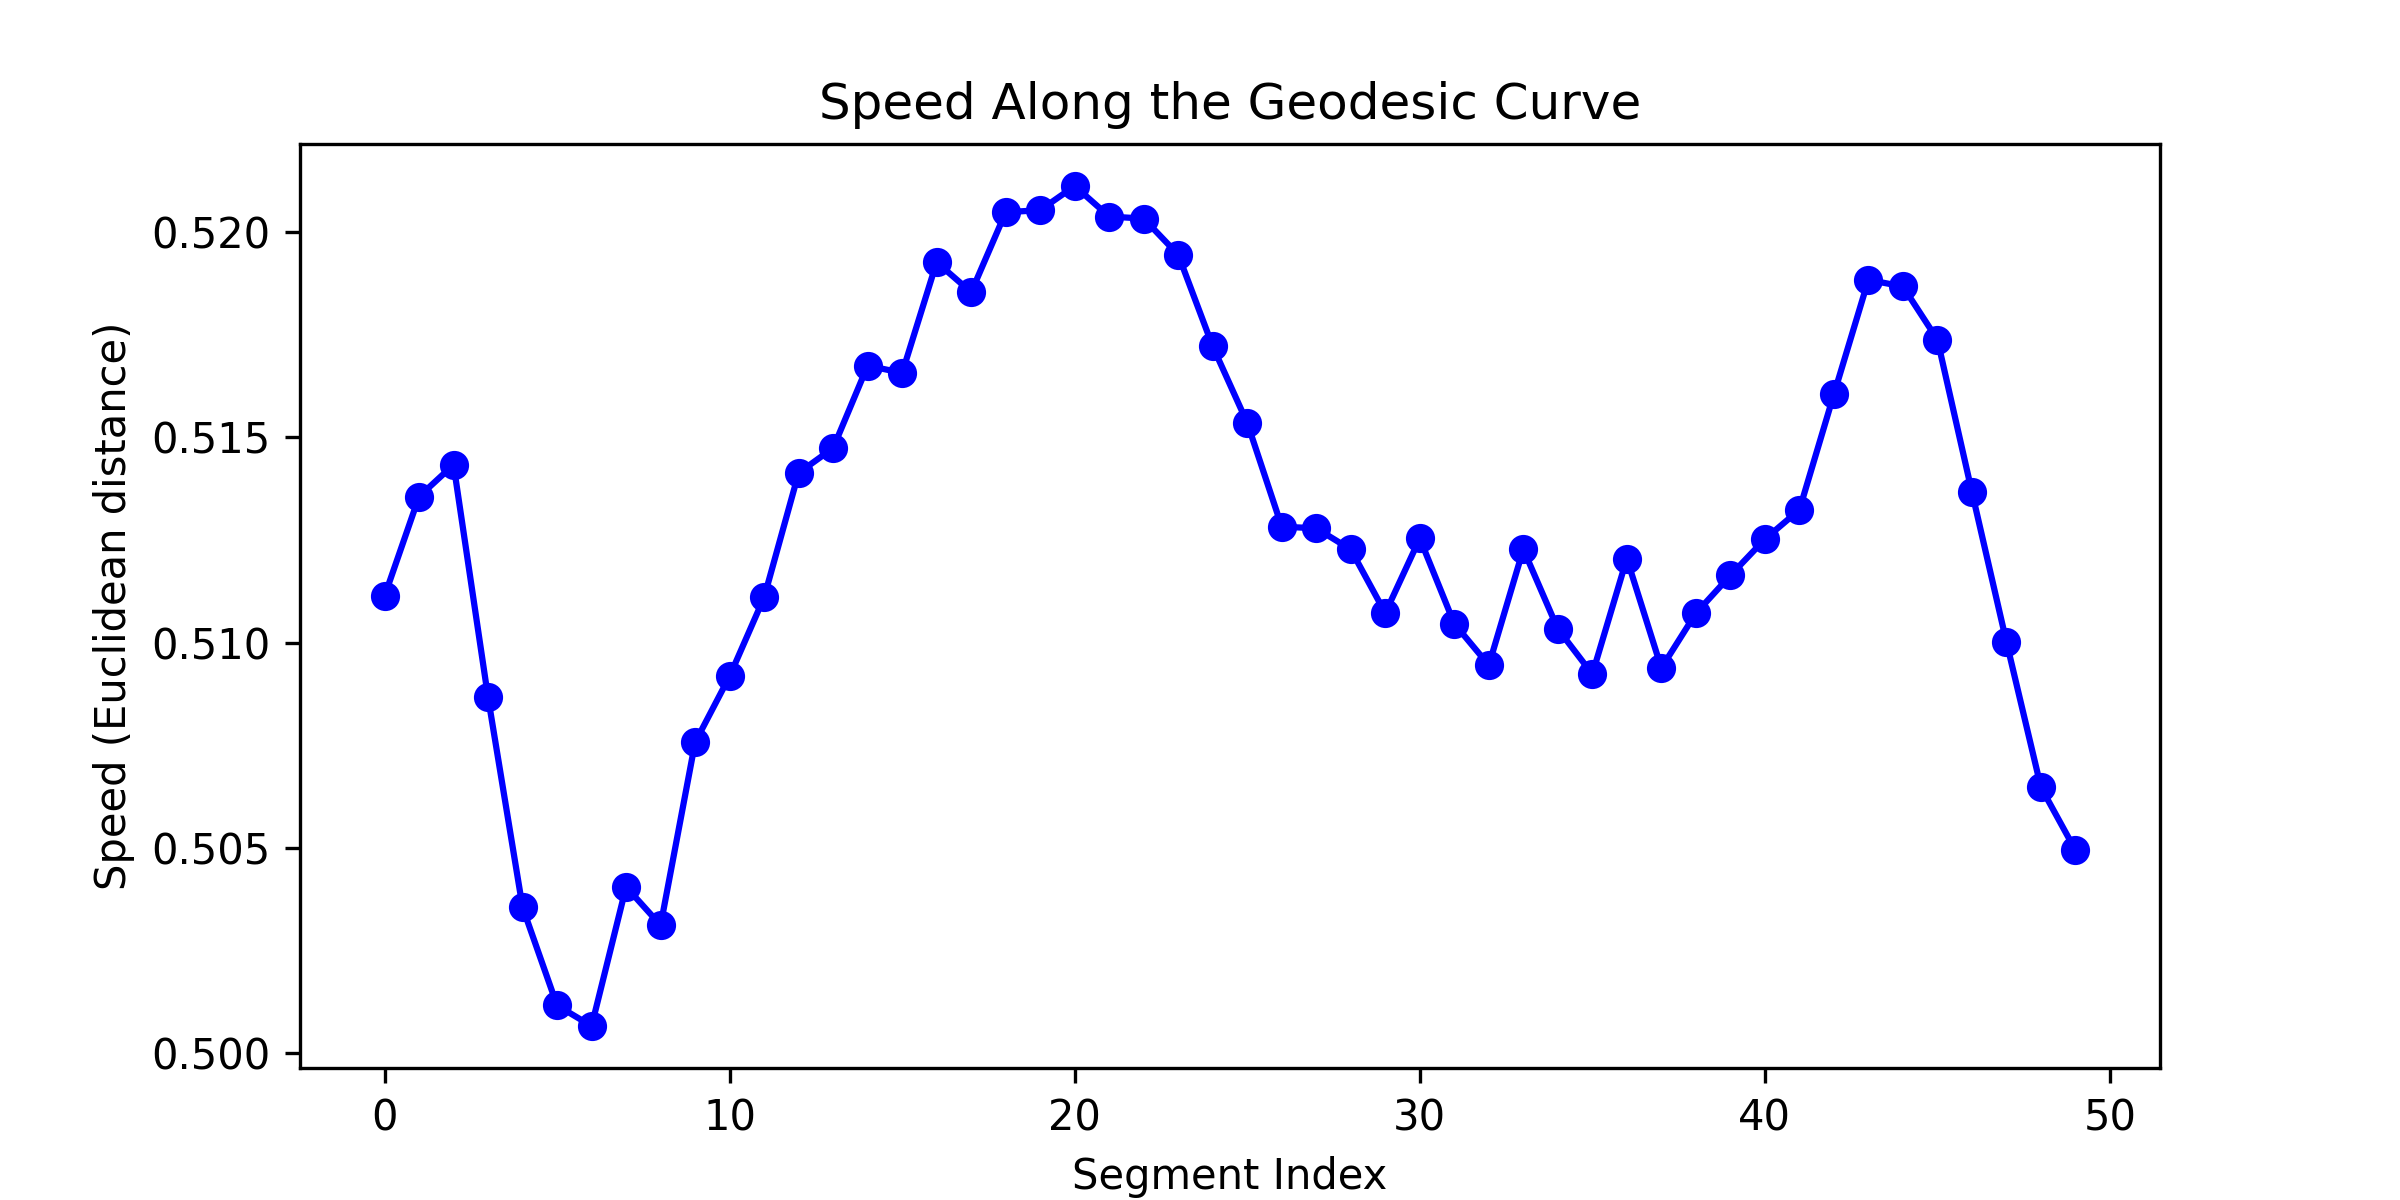 Speed Along the Geodesic Curve
Speed (Euclidean distance)
0.520
0.515
0.510
0.505
0.500
0 10 20 30 40 50
Segment Index